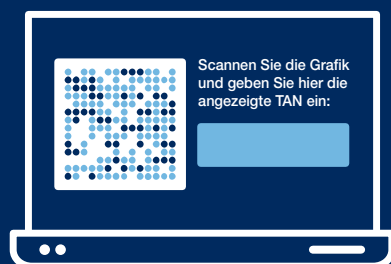 Scannen Sie die Grafik
und geben Sie hier die
angezeigte TAN ein: